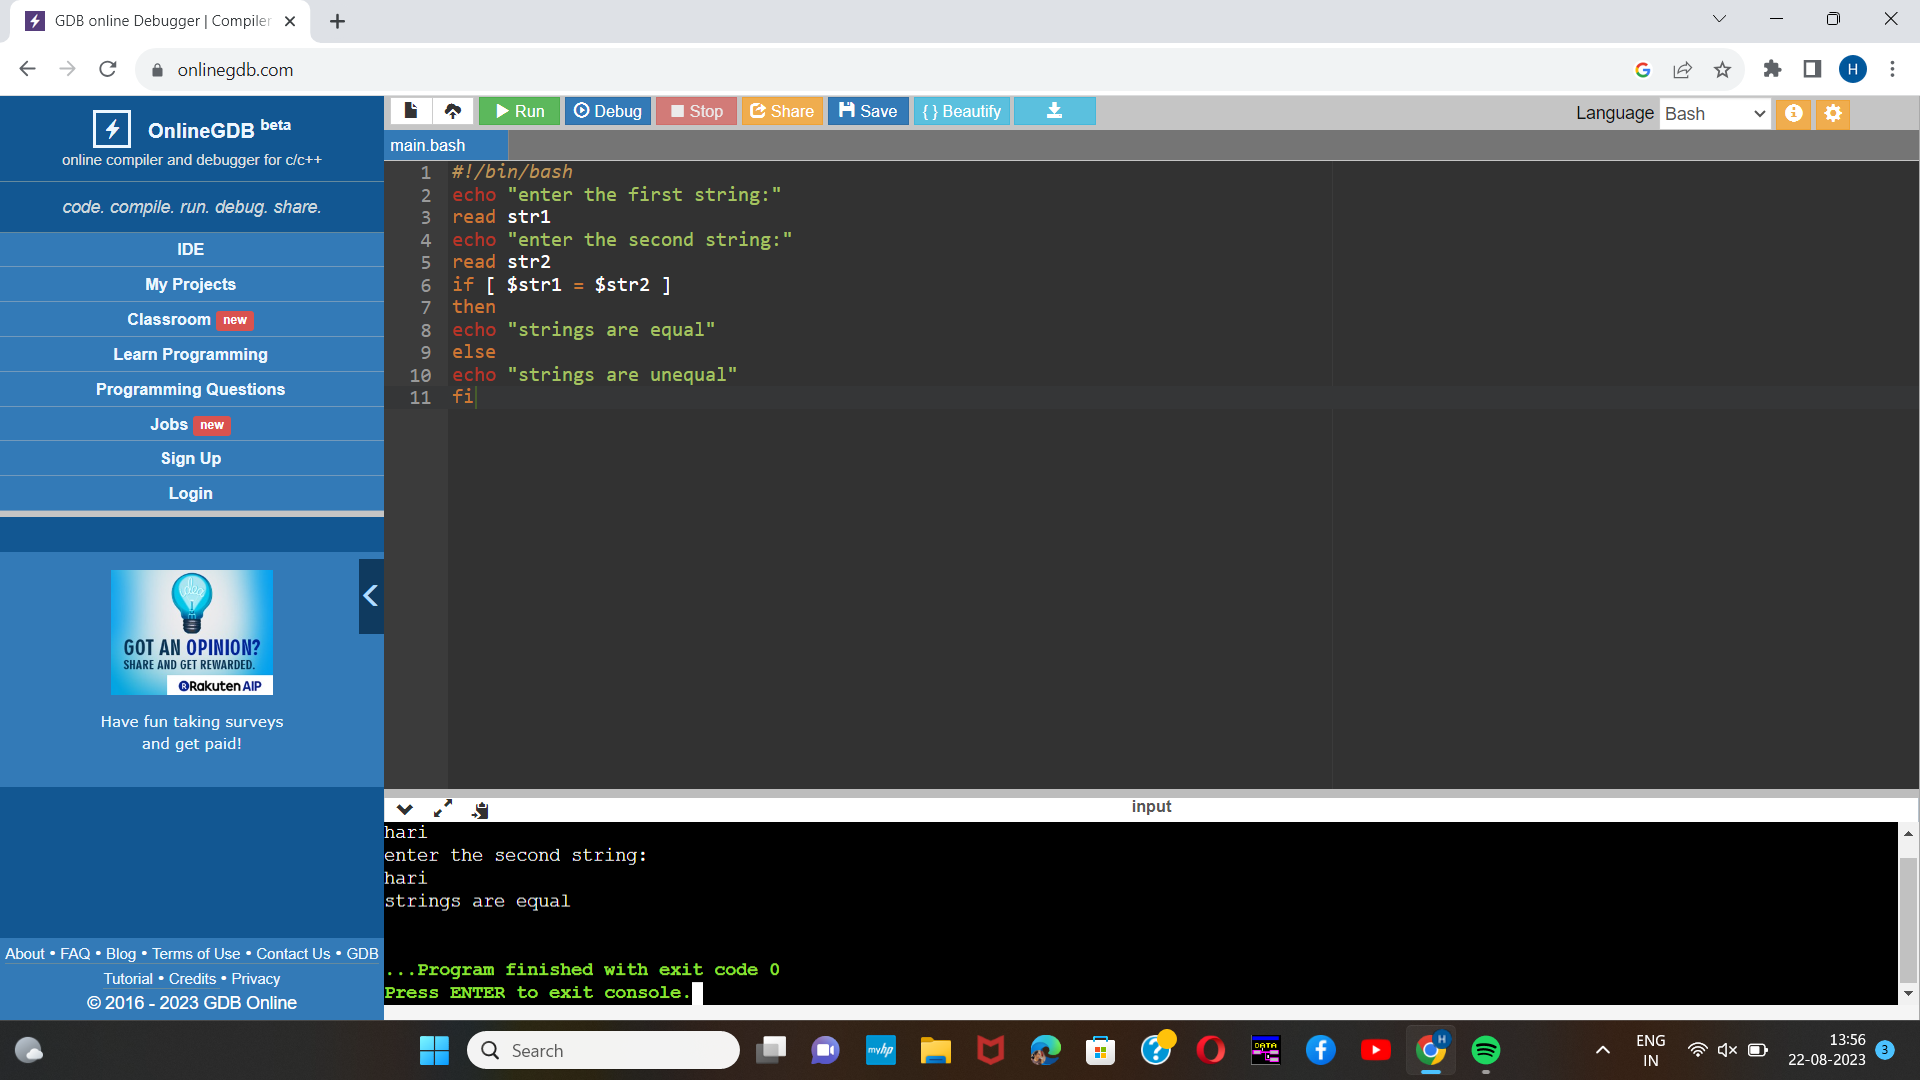 GDB online Debugger | Compiler
onlinegdb.com
H
OnlineGDB beta
online compiler and debugger for c/c++
code. compile. run. debug. share.
IDE
My Projects
Classroom new
Learn Programming
Programming Questions
Jobs new
Sign Up
Login
idea
GOT AN OPINION?
SHARE AND GET REWARDED.
Rakuten AIP
Have fun taking surveys
and get paid!
About • FAQ • Blog • Terms of Use • Contact Us • GDB
Tutorial • Credits • Privacy
© 2016 - 2023 GDB Online
Run Debug Stop Share Save { } Beautify
Language Bash
main.bash
1 #!/bin/bash
2 echo "enter the first string:"
3 read str1
4 echo "enter the second string:"
5 read str2
6 if [ $str1 = $str2 ]
7 then
8 echo "strings are equal"
9 else
10 echo "strings are unequal"
11 fi
input
hari
enter the second string:
hari
strings are equal
...Program finished with exit code 0
Press ENTER to exit console.
Search
myhp
DATA
H
ENG
IN
13:56
22-08-2023
3